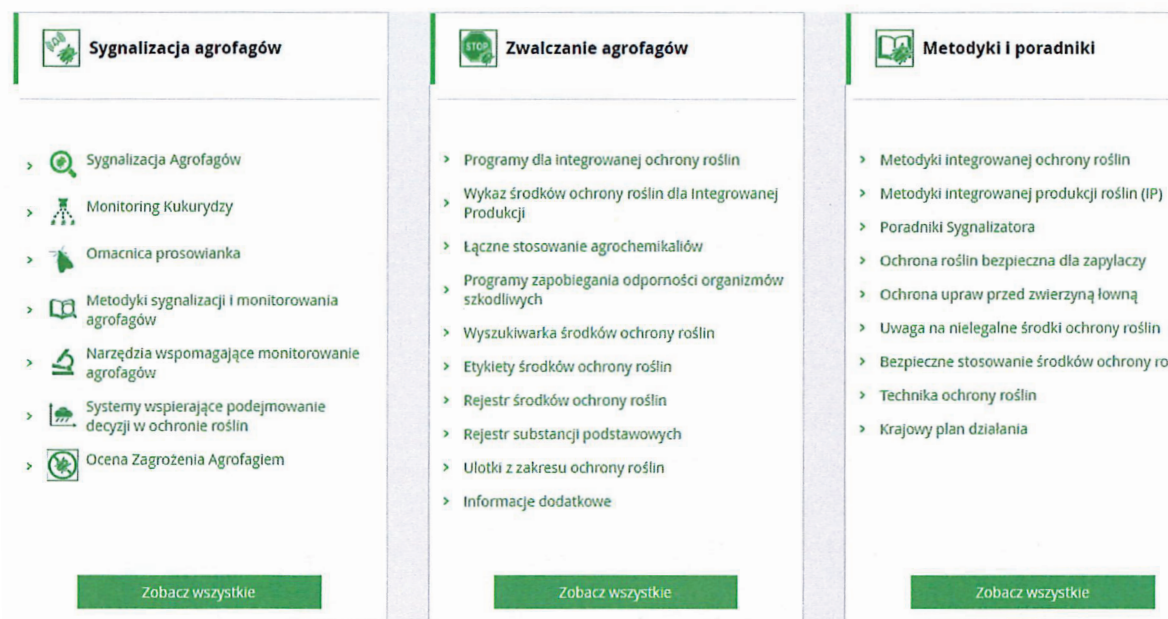 Sygnalizacja agrofagów
Sygnalizacja Agrofagów
Monitoring Kukurydzy
Omacnica prosowianka
Metodyki sygnalizacji i monitorowania
agrofagów
Narzędzia wspomagające monitorowanie
agrofagów
Systemy wspierające podejmowanie
decyzji w ochronie roślin
Ocena Zagrożenia Agrofagiem
Zobacz wszystkie
STOP
Zwalczanie agrofagów
Programy dla integrowanej ochrony roślin
Wykaz środków ochrony roślin dla Integrowanej
Produkcji
Łączne stosowanie agrochemikaliów
Programy zapobiegania odporności organizmów
szkodliwych
Wyszukiwarka środków ochrony roślin
Etykiety środków ochrony roślin
Rejestr środków ochrony roślin
Rejestr substancji podstawowych
Ulotki z zakresu ochrony roślin
Informacje dodatkowe
Zobacz wszystkie
Metodyki i poradniki
Metodyki integrowanej ochrony roślin
Metodyki integrowanej produkcji roślin (IP)
Poradniki Sygnalizatora
Ochrona roślin bezpieczna dla zapylaczy
Ochrona upraw przed zwierzyną łowną
Uwaga na nielegalne środki ochrony roślin
Bezpieczne stosowanie środków ochrony ro
Technika ochrony roślin
Krajowy plan działania
Zobacz wszystkie